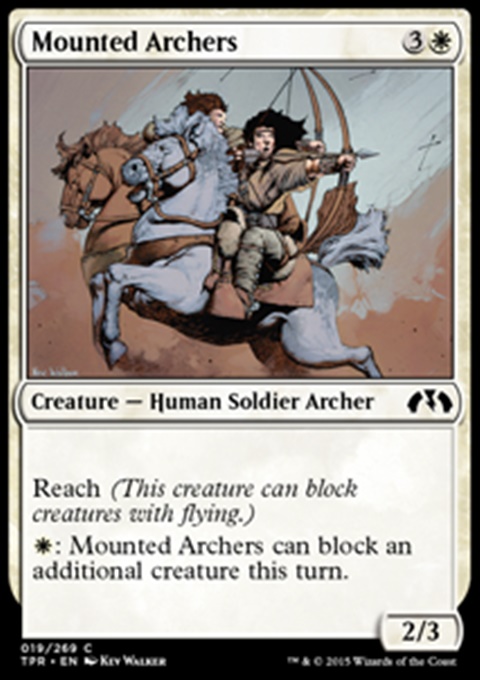 Mounted Archers 3
Kev Walker
Creature — Human Soldier Archer
Reach (This creature can block
creatures with flying.)
: Mounted Archers can block an
additional creature this turn.
2/3
019/269 C
TPR • EN Kev Walker
™ & © 2015 Wizards of the Coast